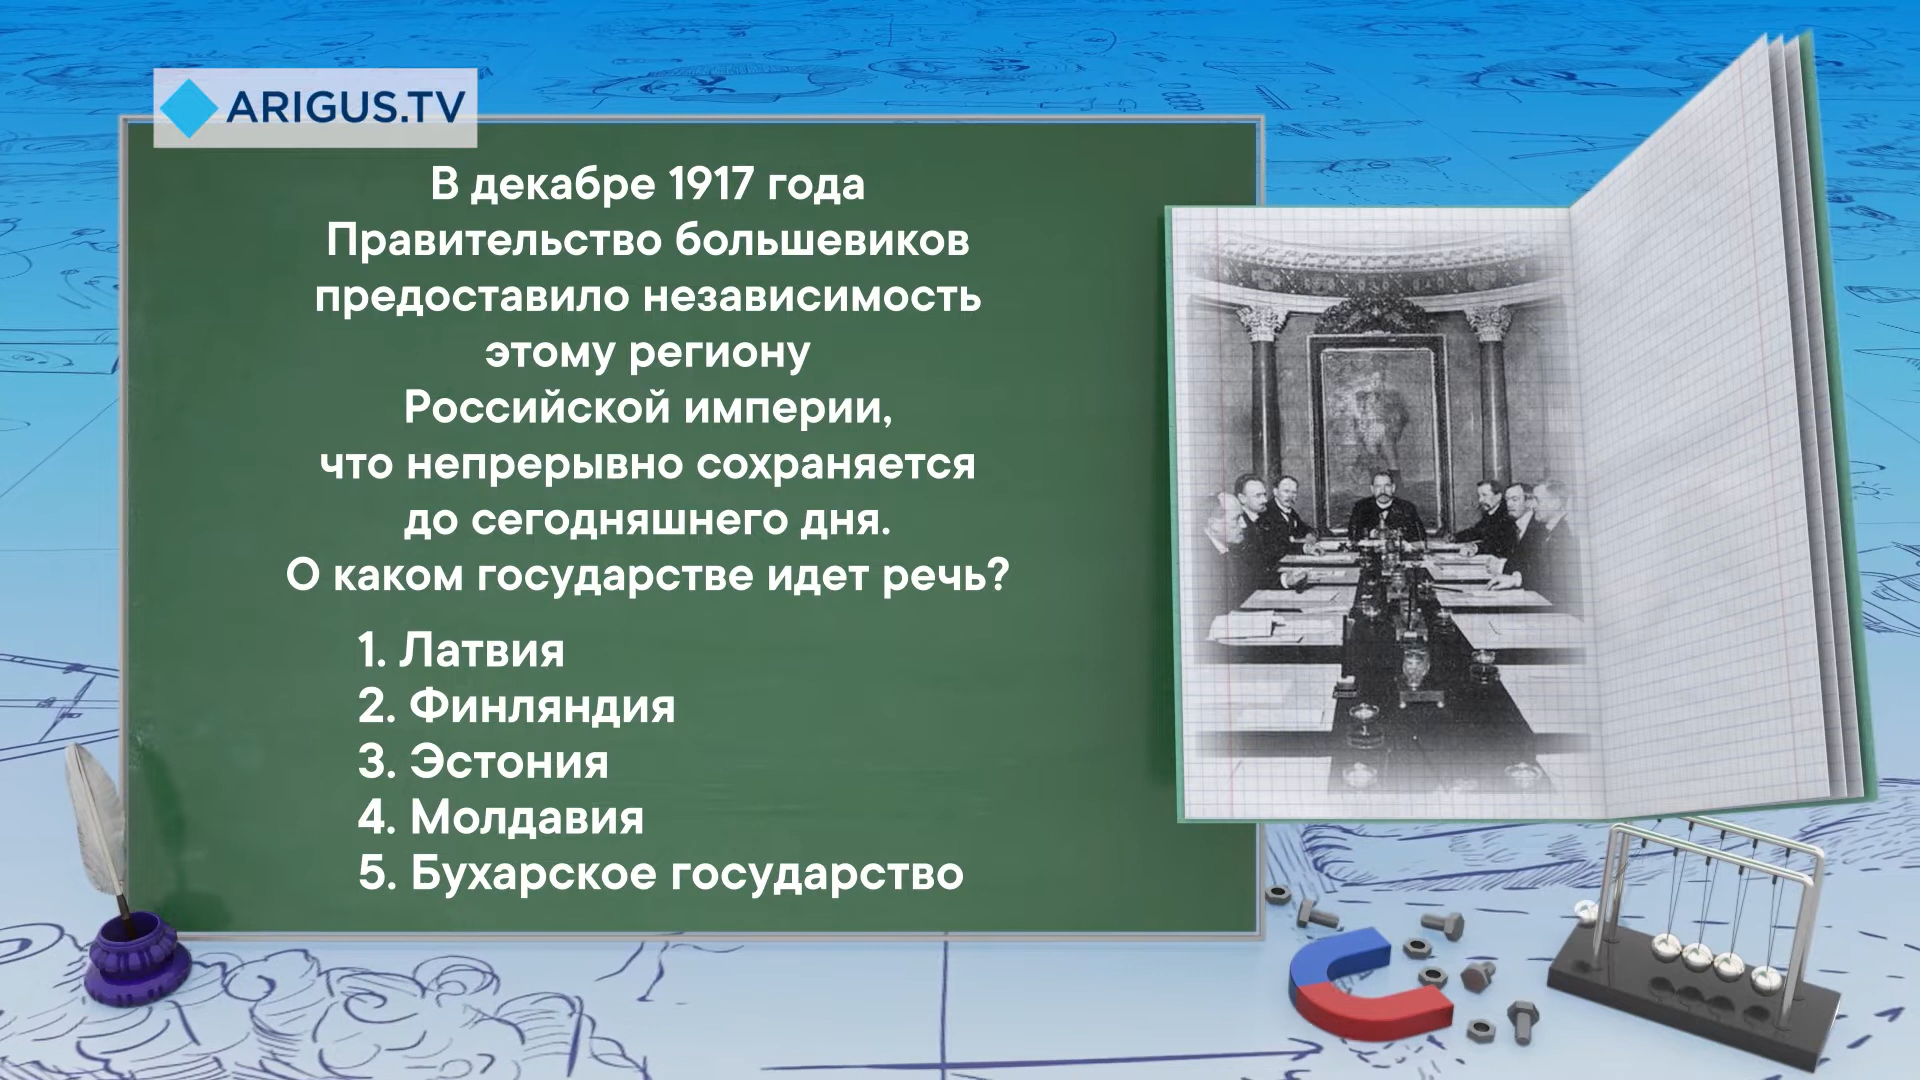 ARIGUS.TV
В декабре 1917 года
Правительство большевиков
предоставило независимость
этому региону
Российской империи,
что непрерывно сохраняется
до сегодняшнего дня.
О каком государстве идет речь?
1. Латвия
2. Финляндия
3. Эстония
4. Молдавия
5. Бухарское государство